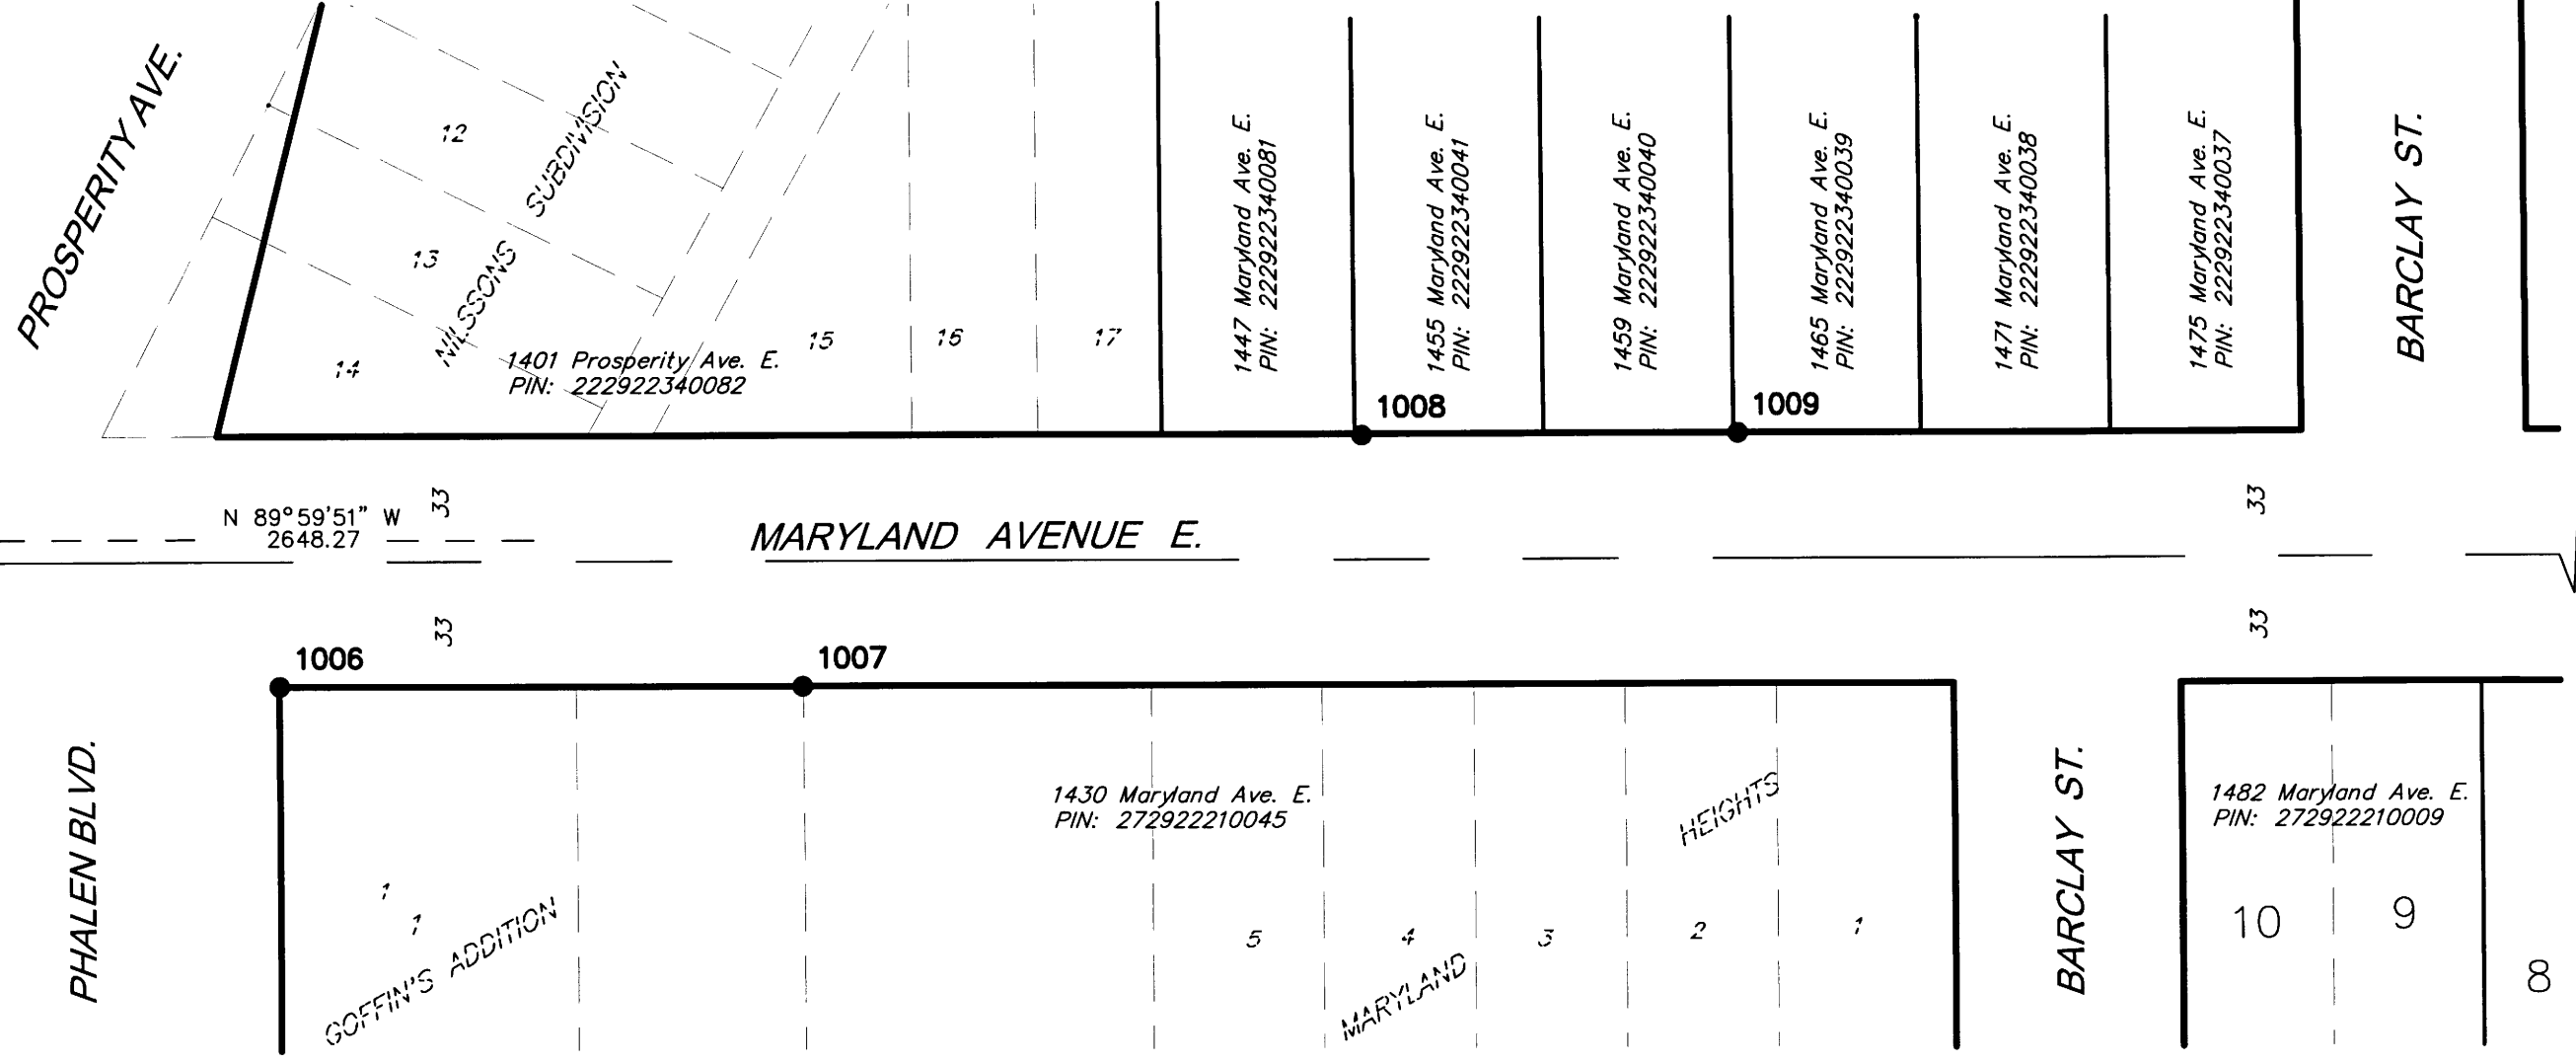 PROSPERITY AVE.
12
13
14
NILSSONS SUBDIVISION
1401 Prosperity Ave. E.
PIN: 222922340082
15
16
17
1447 Maryland Ave. E.
PIN: 222922340081
1455 Maryland Ave. E.
PIN: 222922340041
1459 Maryland Ave. E.
PIN: 222922340040
1465 Maryland Ave. E.
PIN: 222922340039
1471 Maryland Ave. E.
PIN: 222922340038
1475 Maryland Ave. E.
PIN: 222922340037
BARCLAY ST.
1008
1009
N 89°59'51" W
2648.27
33
MARYLAND AVENUE E.
33
33
33
1006
1007
PHALEN BLVD.
1
1
GOFFIN'S ADDITION
1430 Maryland Ave. E.
PIN: 272922210045
5
4
3
2
1
MARYLAND HEIGHTS
BARCLAY ST.
1482 Maryland Ave. E.
PIN: 272922210009
10
9
8